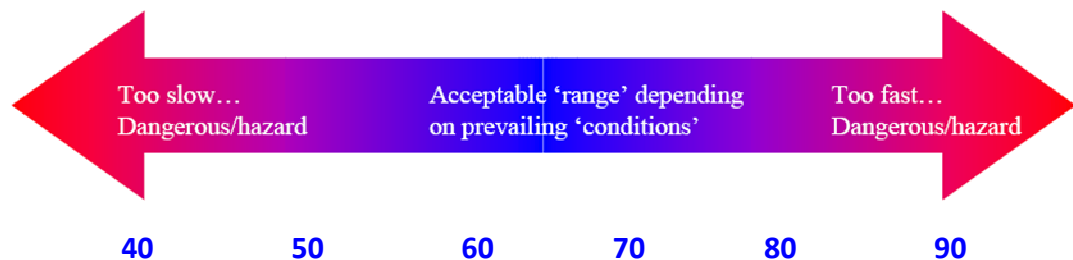 Too slow…
Dangerous/hazard
Acceptable ‘range’ depending
on prevailing ‘conditions’
Too fast…
Dangerous/hazard
40 50 60 70 80 90